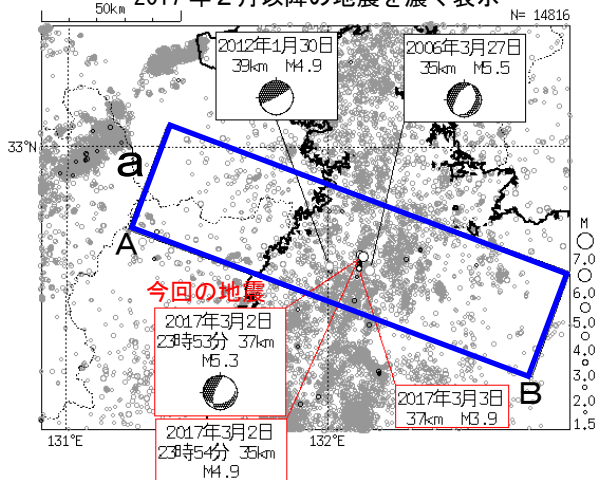 2017年2月以降の地震を濃く表示
50km
N= 14816
2012年1月30日
39km M4.9
2006年3月27日
35km M5.5
33°N
a
A
今回の地震
2017年3月2日
23時53分 37km
M5.3
2017年3月2日
23時54分 35km
M4.9
2017年3月3日
37km M3.9
B
M
7.0
6.0
5.0
4.0
3.0
2.0
1.5
131°E
132°E